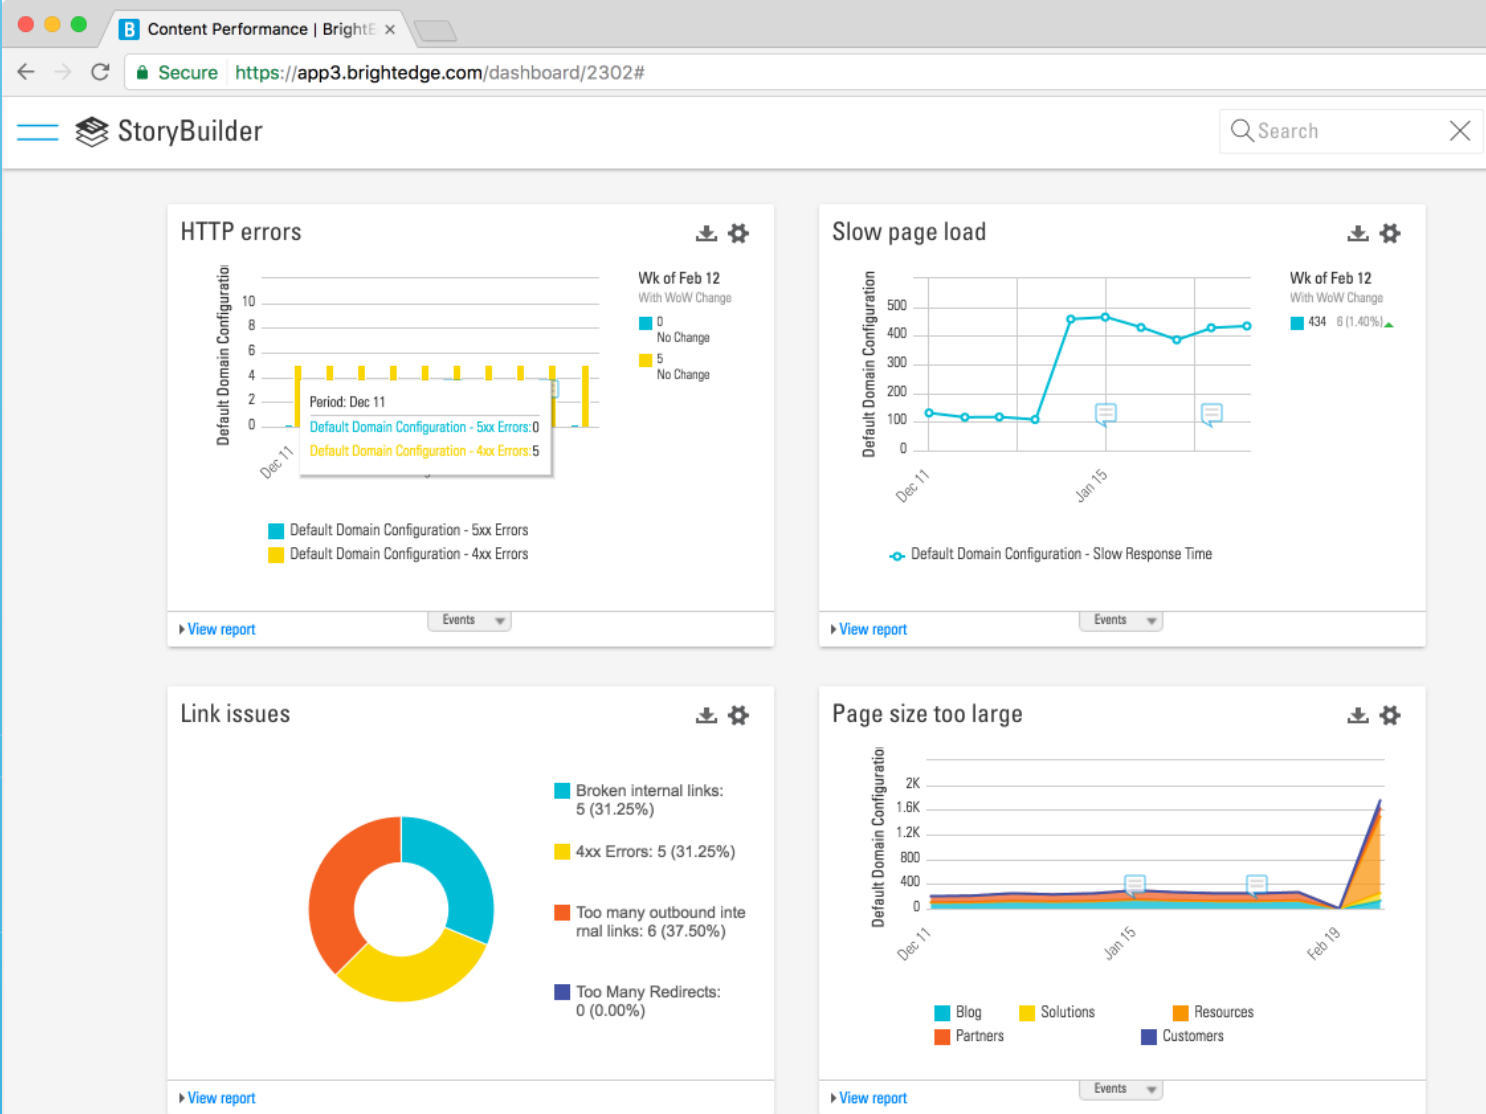 B Content Performance | BrightE
Secure https://app3.brightedge.com/dashboard/2302#
StoryBuilder
Search
HTTP errors
Default Domain Configuratio
10
8
6
4
2
0
Dec 11
Period: Dec 11
Default Domain Configuration - 5xx Errors:0
Default Domain Configuration - 4xx Errors:5
Wk of Feb 12
With WoW Change
0
No Change
5
No Change
Default Domain Configuration - 5xx Errors
Default Domain Configuration - 4xx Errors
View report
Events
Slow page load
Default Domain Configuration
500
400
300
200
100
0
Dec 11
Jan 15
Wk of Feb 12
With WoW Change
434 6 (1.40%)
Default Domain Configuration - Slow Response Time
View report
Events
Link issues
Broken internal links:
5 (31.25%)
4xx Errors: 5 (31.25%)
Too many outbound inte
rnal links: 6 (37.50%)
Too Many Redirects:
0 (0.00%)
View report
Page size too large
Default Domain Configuratio
2K
1.6K
1.2K
800
400
0
Dec 11
Jan 15
Feb 19
Blog Solutions Resources
Partners Customers
View report
Events